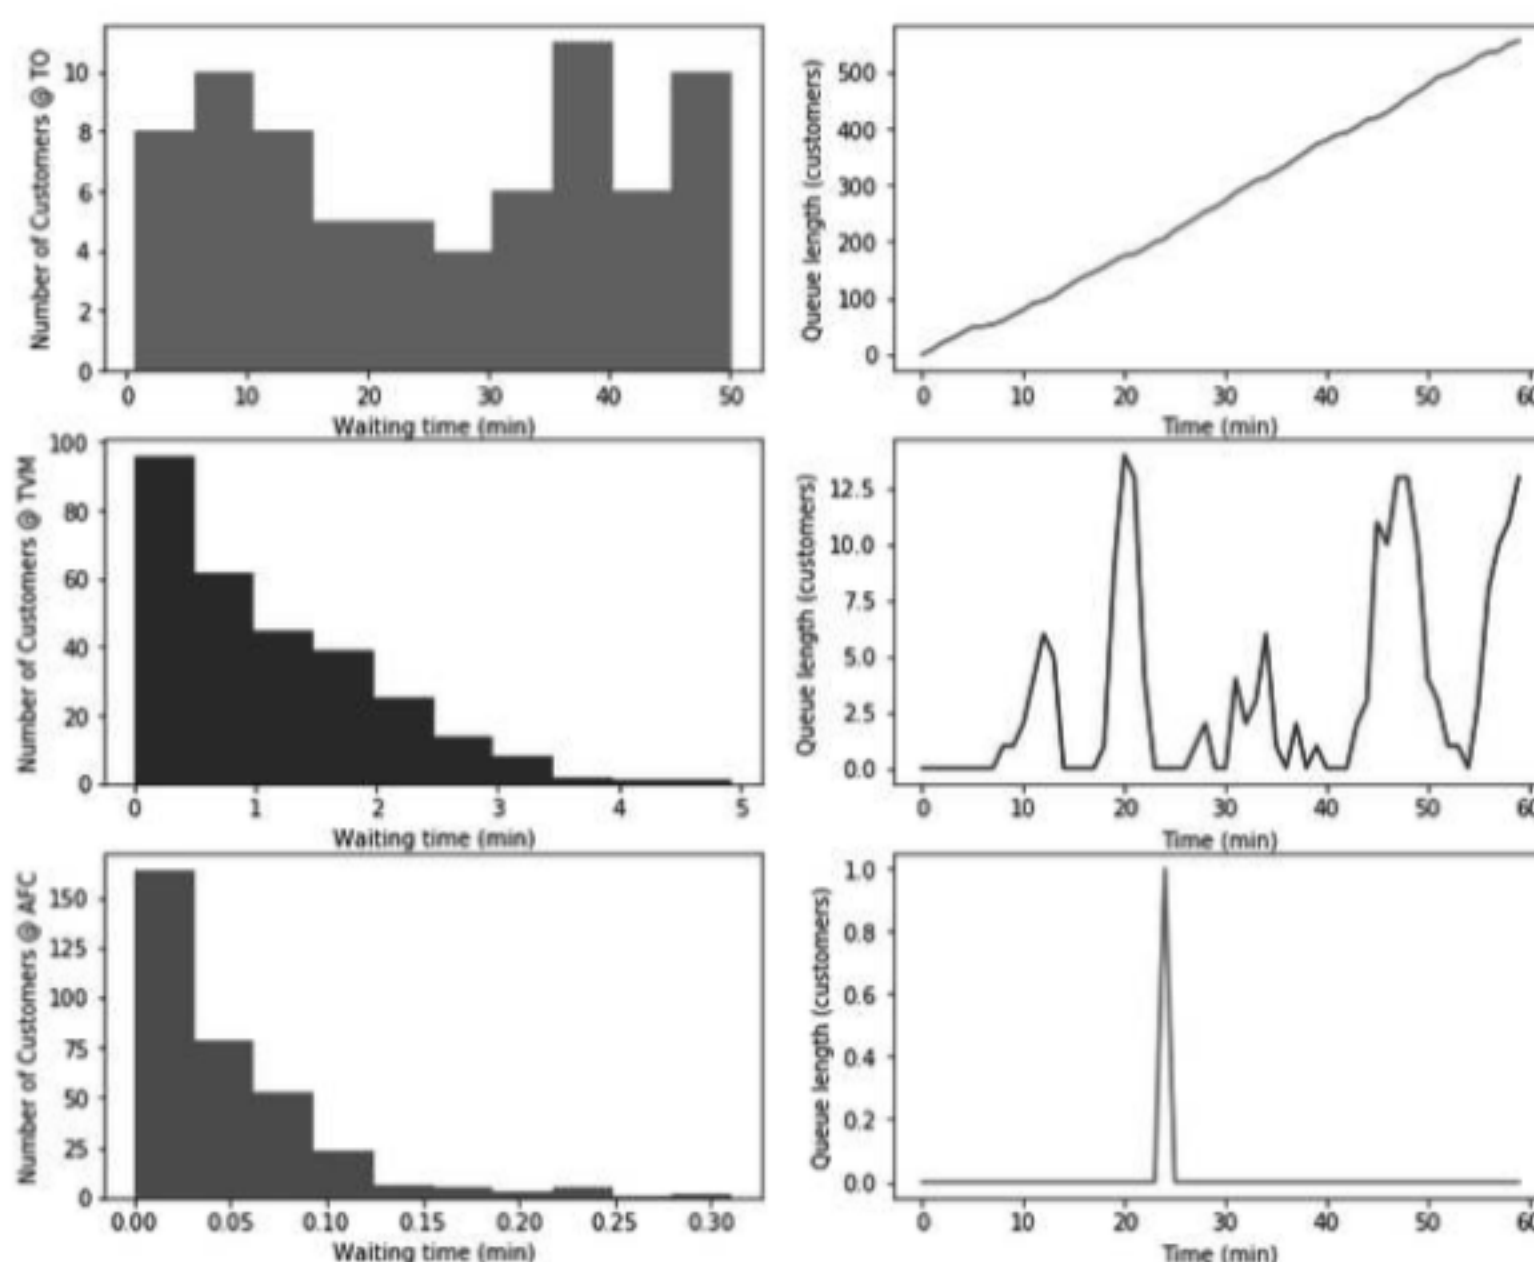 Number of Customers @ TO
10
8
6
4
2
0
0 10 20 30 40 50
Waiting time (min)
Queue length (customers)
500
400
300
200
100
0
0 10 20 30 40 50 60
Time (min)
Number of Customers @ TVM
100
80
60
40
20
0
0 1 2 3 4 5
Waiting time (min)
Queue length (customers)
12.5
10.0
7.5
5.0
2.5
0.0
0 10 20 30 40 50 60
Time (min)
Number of Customers @ AFC
150
125
100
75
50
25
0
0.00 0.05 0.10 0.15 0.20 0.25 0.30
Waiting time (min)
Queue length (customers)
1.0
0.8
0.6
0.4
0.2
0.0
0 10 20 30 40 50 60
Time (min)